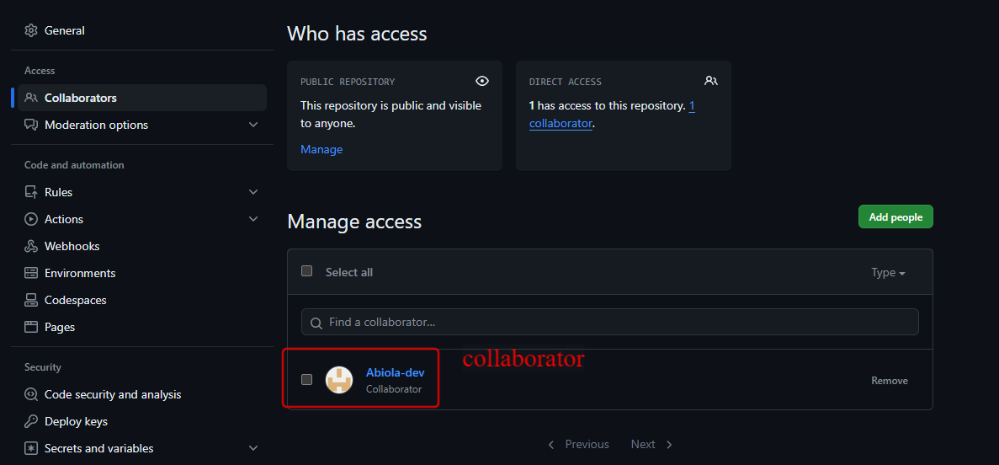 General
Access
Collaborators
Moderation options
Code and automation
Rules
Actions
Webhooks
Environments
Codespaces
Pages
Security
Code security and analysis
Deploy keys
Secrets and variables
Who has access
PUBLIC REPOSITORY
This repository is public and visible
to anyone.
Manage
DIRECT ACCESS
1 has access to this repository. 1
collaborator.
Manage access
Add people
Select all
Type
Find a collaborator...
Abiola-dev
Collaborator
collaborator
Remove
Previous
Next